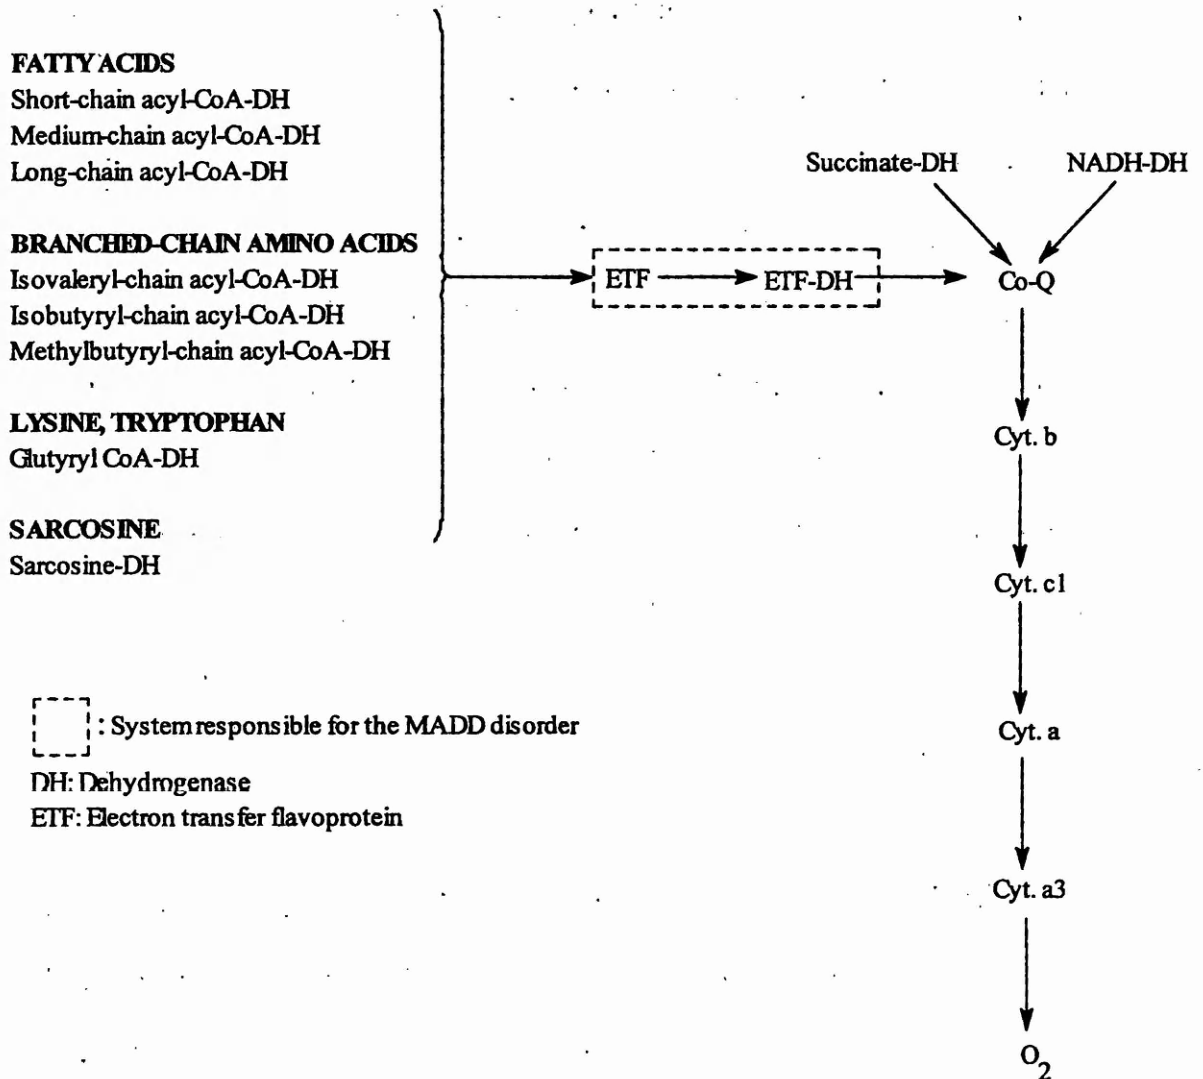 FATTY ACIDS
Short-chain acyl-CoA-DH
Medium-chain acyl-CoA-DH
Long-chain acyl-CoA-DH
BRANCHED-CHAIN AMINO ACIDS
Isovaleryl-chain acyl-CoA-DH
Isobutyryl-chain acyl-CoA-DH
Methylbutyryl-chain acyl-CoA-DH
LYSINE, TRYPTOPHAN
Glutyryl CoA-DH
SARCOSINE
Sarcosine-DH
ETF
ETF-DH
Succinate-DH
NADH-DH
Co-Q
Cyt. b
Cyt. c1
Cyt. a
Cyt. a3
O2
: System responsible for the MADD disorder
DH: Dehydrogenase
ETF: Electron transfer flavoprotein